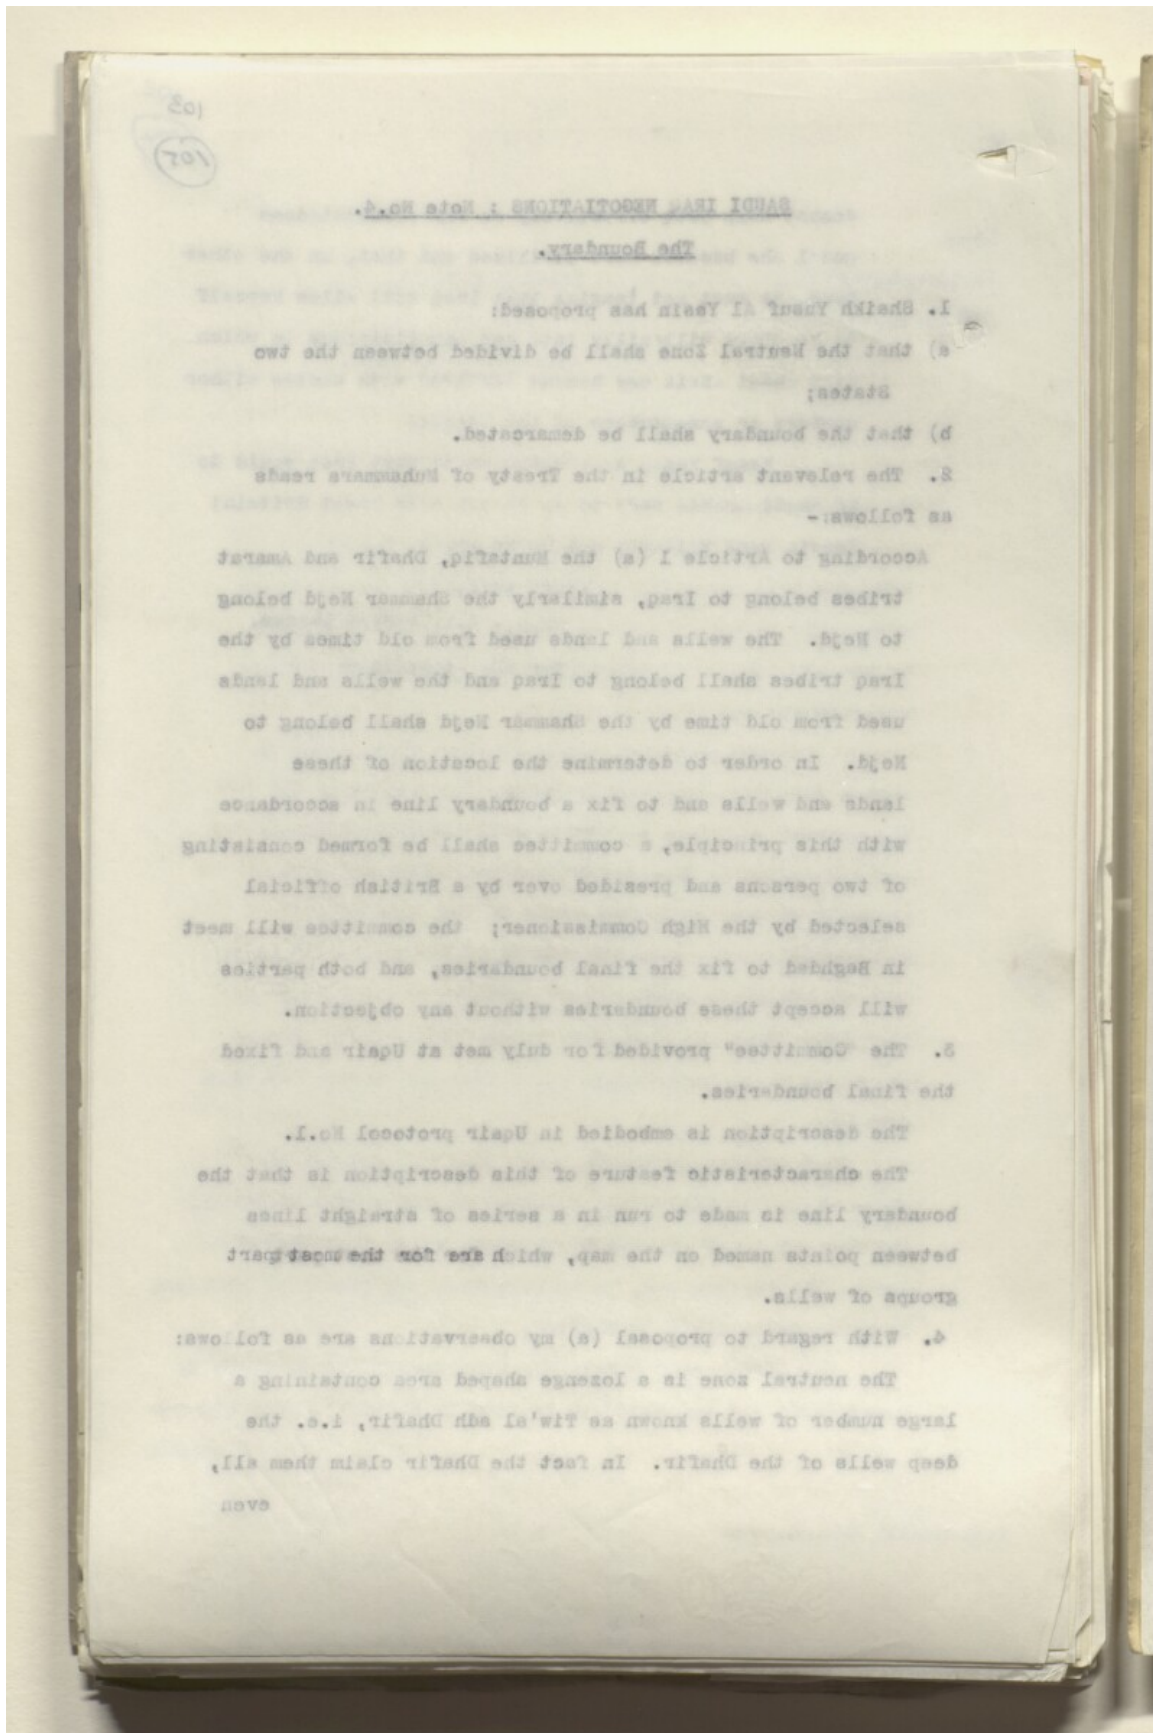 103
105
SAUDI IRAQ NEGOTIATIONS : Note No.4.
The Boundary.
1. Shaikh Yusuf Al Yasin has proposed:
a) that the Neutral Zone shall be divided between the two
States;
b) that the boundary shall be demarcated.
2. The relevant article in the Treaty of Muhammara reads
as follows:-
According to Article 1 (a) the Muntafiq, Dhafir and Amarat
tribes belong to Iraq, similarly the Shammar Nejd belong
to Nejd. The wells and lands used from old times by the
Iraq tribes shall belong to Iraq and the wells and lands
used from old time by the Shammar Nejd shall belong to
Nejd. In order to determine the location of these
lands and wells and to fix a boundary line in accordance
with this principle, a committee shall be formed consisting
of two persons and presided over by a British official
selected by the High Commissioner; the committee will meet
in Baghdad to fix the final boundaries, and both parties
will accept these boundaries without any objection.
3. The "Committee" provided for duly met at Uqair and fixed
the final boundaries.
The description is embodied in Uqair protocol No.1.
The characteristic feature of this description is that the
boundary line is made to run in a series of straight lines
between points named on the map, which are for the most part
groups of wells.
4. With regard to proposal (a) my observations are as follows:
The neutral zone is a lozenge shaped area containing a
large number of wells known as Tiw'al adh Dhafir, i.e. the
deep wells of the Dhafir. In fact the Dhafir claim them all,
even